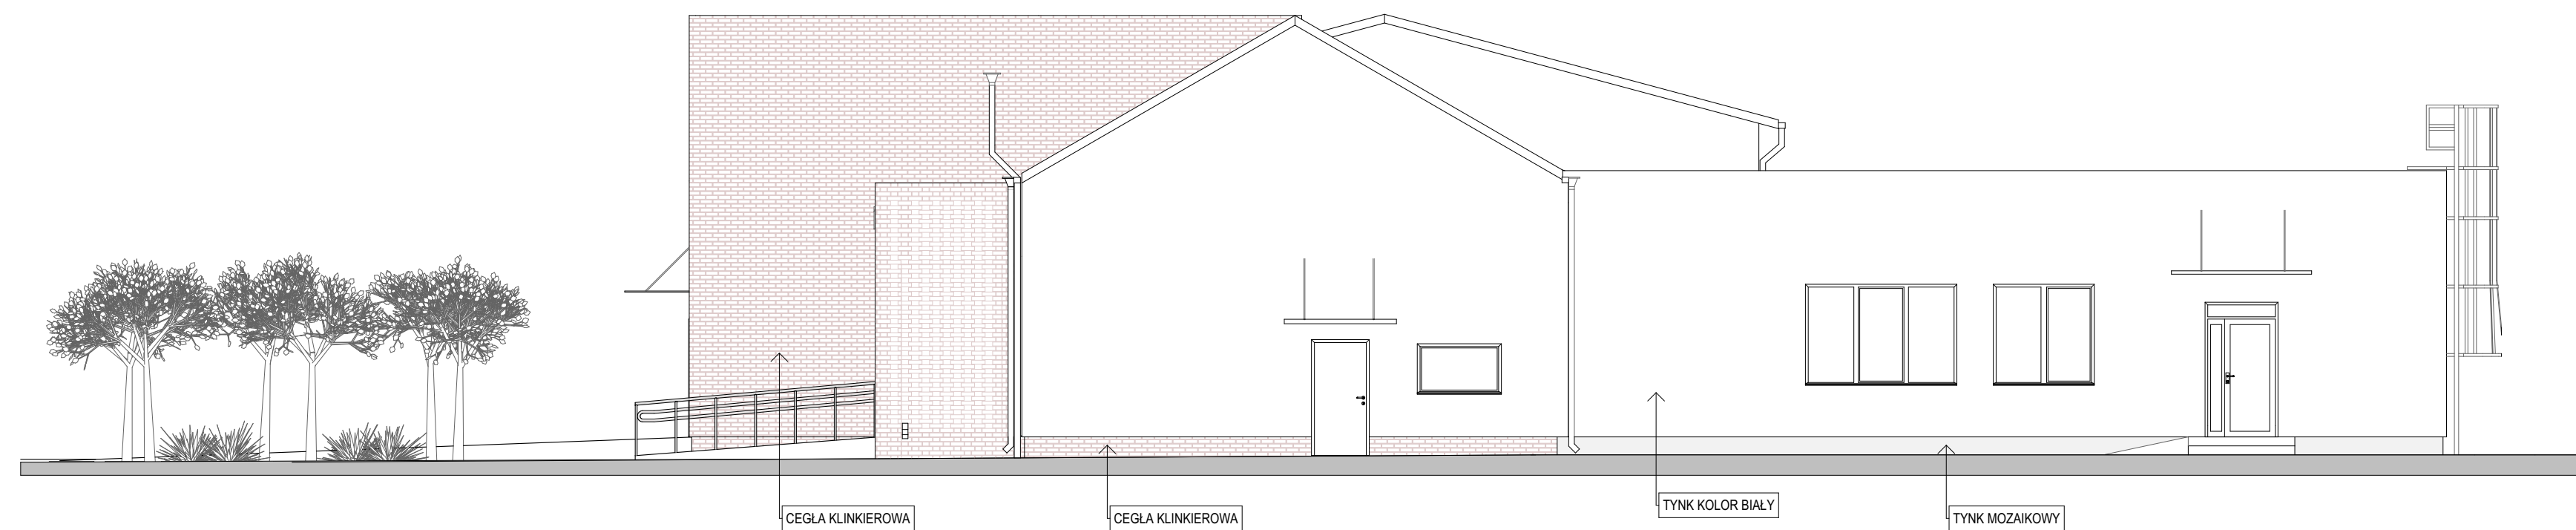 CEGŁA KLINKIEROWA
CEGŁA KLINKIEROWA
TYNK KOLOR BIAŁY
TYNK MOZAIKOWY